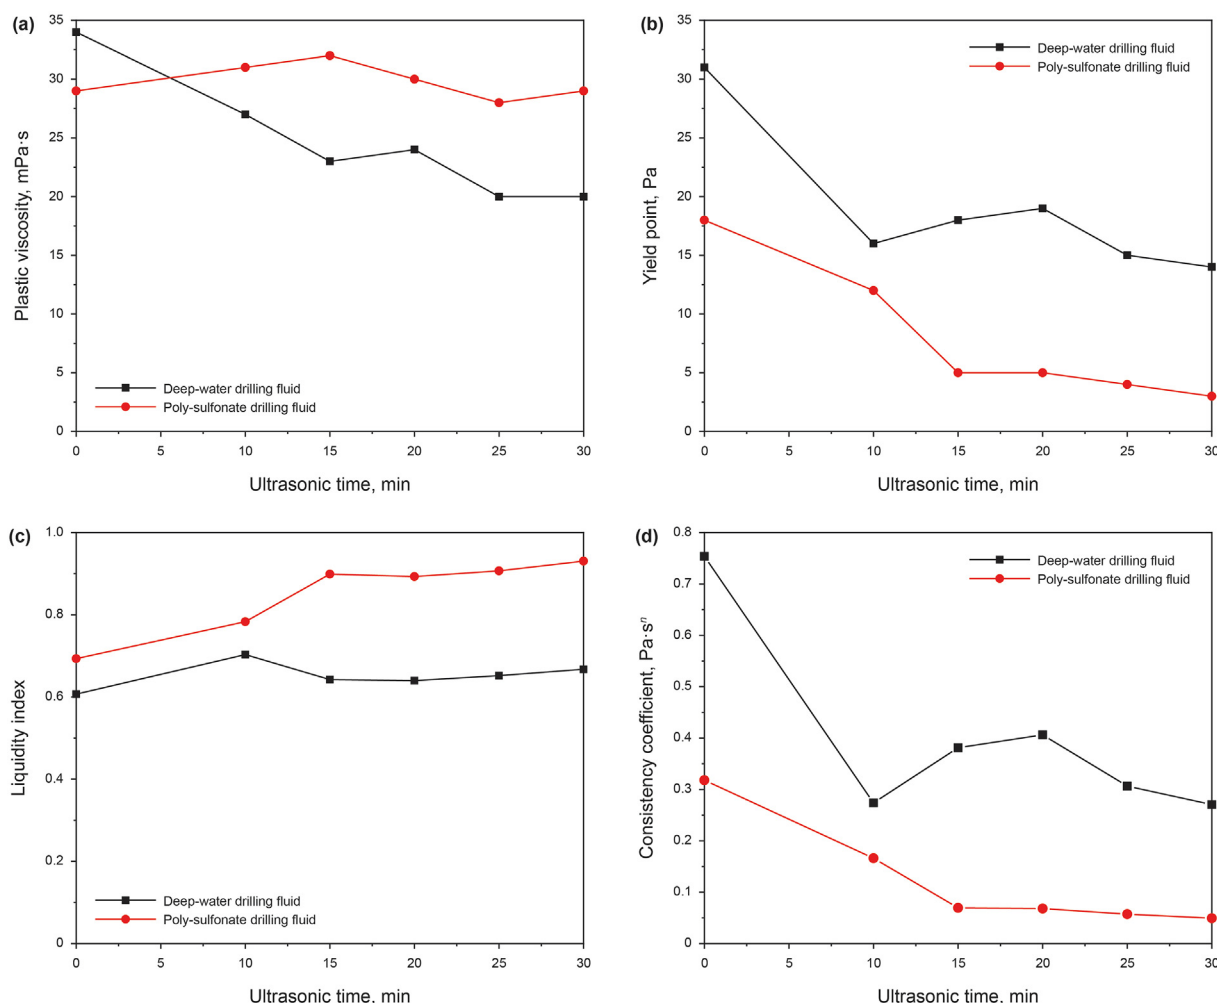 (a)
35
30
25
20
15
10
5
0
Plastic viscosity, mPa·s
Deep-water drilling fluid
Poly-sulfonate drilling fluid
0 5 10 15 20 25 30
Ultrasonic time, min
(b)
35
30
25
20
15
10
5
0
Yield point, Pa
Deep-water drilling fluid
Poly-sulfonate drilling fluid
0 5 10 15 20 25 30
Ultrasonic time, min
(c)
1.0
0.8
0.6
0.4
0.2
0
Liquidity index
Deep-water drilling fluid
Poly-sulfonate drilling fluid
0 5 10 15 20 25 30
Ultrasonic time, min
(d)
0.8
0.7
0.6
0.5
0.4
0.3
0.2
0.1
0
Consistency coefficient, Pa·sⁿ
Deep-water drilling fluid
Poly-sulfonate drilling fluid
0 5 10 15 20 25 30
Ultrasonic time, min